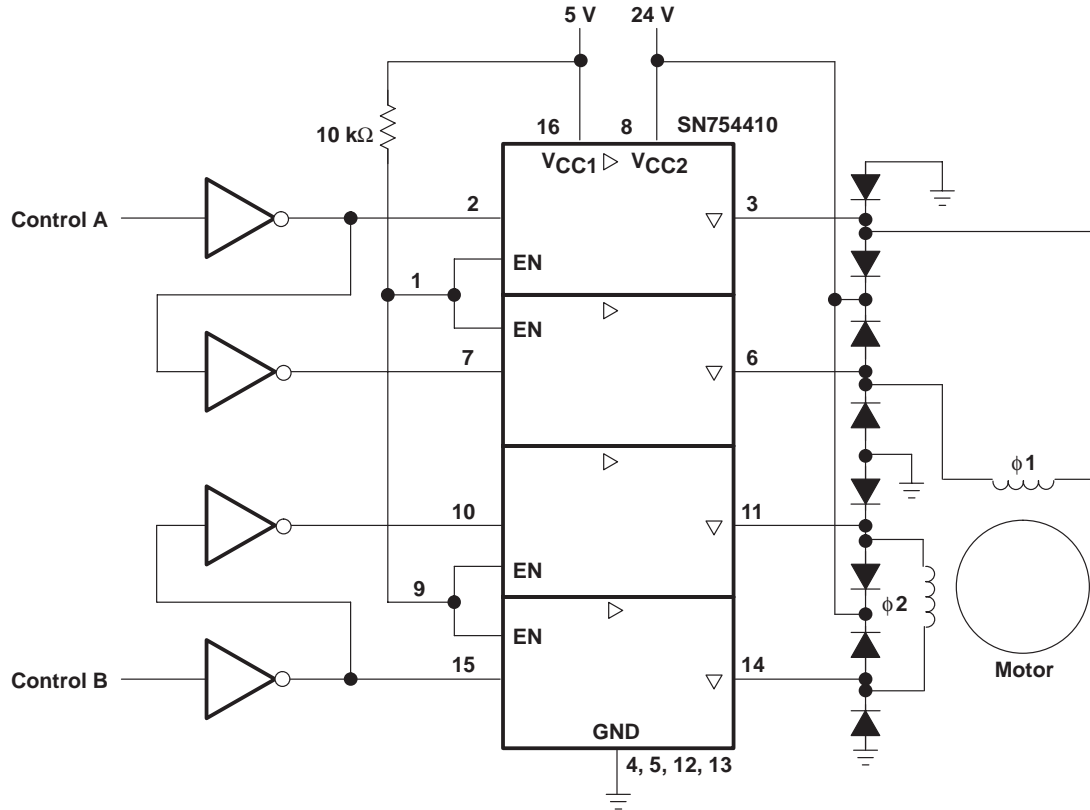 5 V
24 V
10 kΩ
16
8
SN754410
VCC1
VCC2
Control A
2
3
EN
1
EN
7
6
ϕ1
10
11
EN
9
ϕ2
EN
Control B
15
14
Motor
GND
4, 5, 12, 13